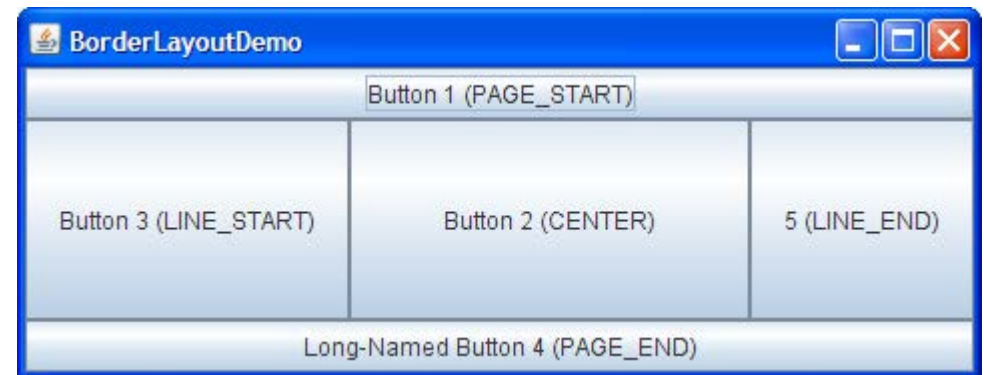 BorderLayoutDemo
Button 1 (PAGE_START)
Button 3 (LINE_START)
Button 2 (CENTER)
5 (LINE_END)
Long-Named Button 4 (PAGE_END)